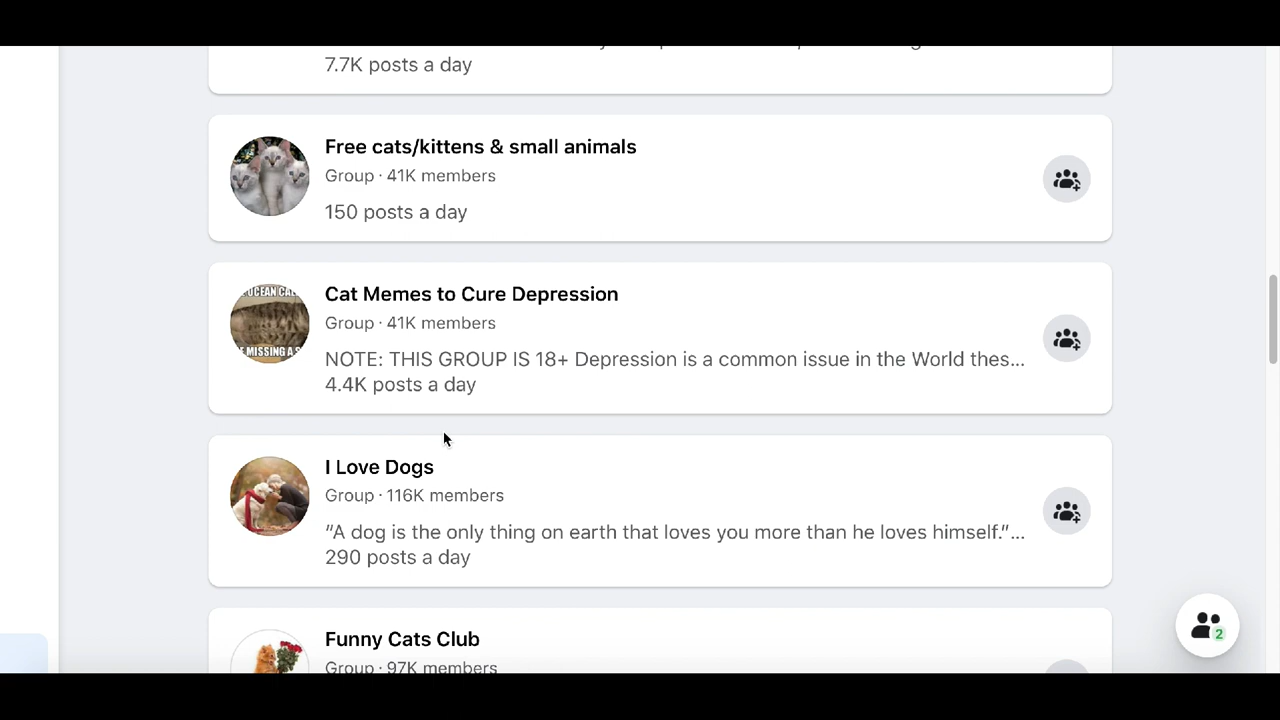 7.7K posts a day
Free cats/kittens & small animals
Group · 41K members
150 posts a day
OCEAN CA
MISSING A S
Cat Memes to Cure Depression
Group · 41K members
NOTE: THIS GROUP IS 18+ Depression is a common issue in the World thes...
4.4K posts a day
I Love Dogs
Group · 116K members
“A dog is the only thing on earth that loves you more than he loves himself.”...
290 posts a day
Funny Cats Club
Group · 97K members
2